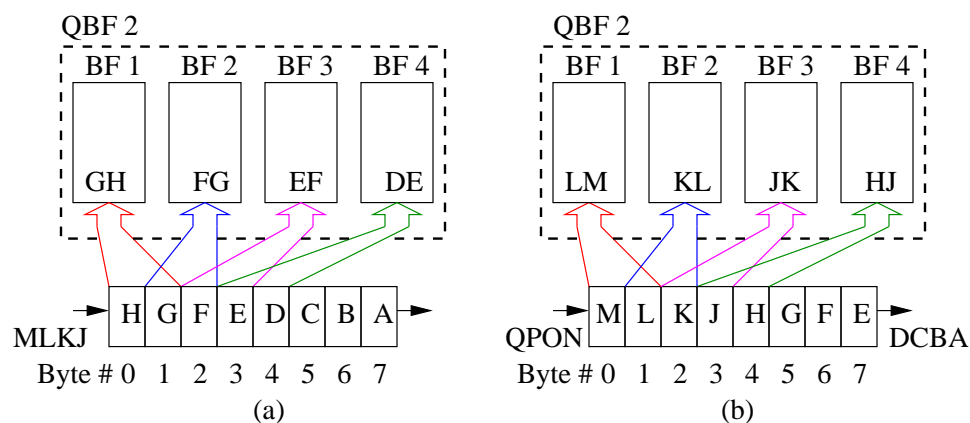 QBF 2 QBF 2
BF 1 BF 2 BF 3 BF 4 BF 1 BF 2 BF 3 BF 4
GH FG EF DE LM KL JK HJ
H G F E D C B A M L K J H G F E
MLKJ QPON DCBA
Byte # 0 1 2 3 4 5 6 7 Byte # 0 1 2 3 4 5 6 7
(a) (b)